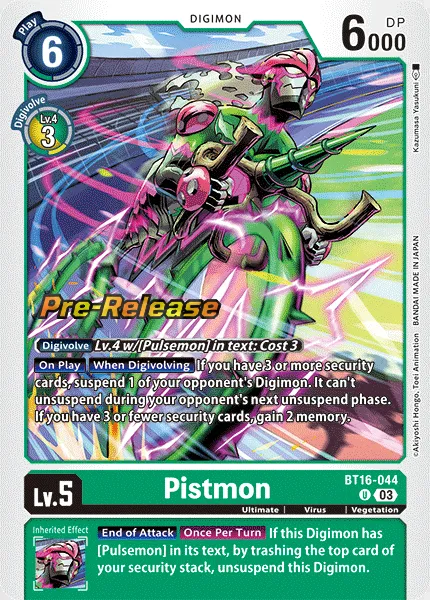 DIGIMON
Play
6
6000
DP
Digivolve
Lv.4
3
Kazumasa Yasukuni
©Akiyoshi Hongo, Toei Animation BANDAI MADE IN JAPAN
Pre-Release
Digivolve Lv.4 w/[Pulsemon] in text: Cost 3
On Play When Digivolving If you have 3 or more security
cards, suspend 1 of your opponent's Digimon. It can't
unsuspend during your opponent's next unsuspend phase.
If you have 3 or fewer security cards, gain 2 memory.
Lv.5
Pistmon
BT16-044
U 03
Ultimate Virus Vegetation
Inherited Effect
End of Attack Once Per Turn If this Digimon has
[Pulsemon] in its text, by trashing the top card of
your security stack, unsuspend this Digimon.